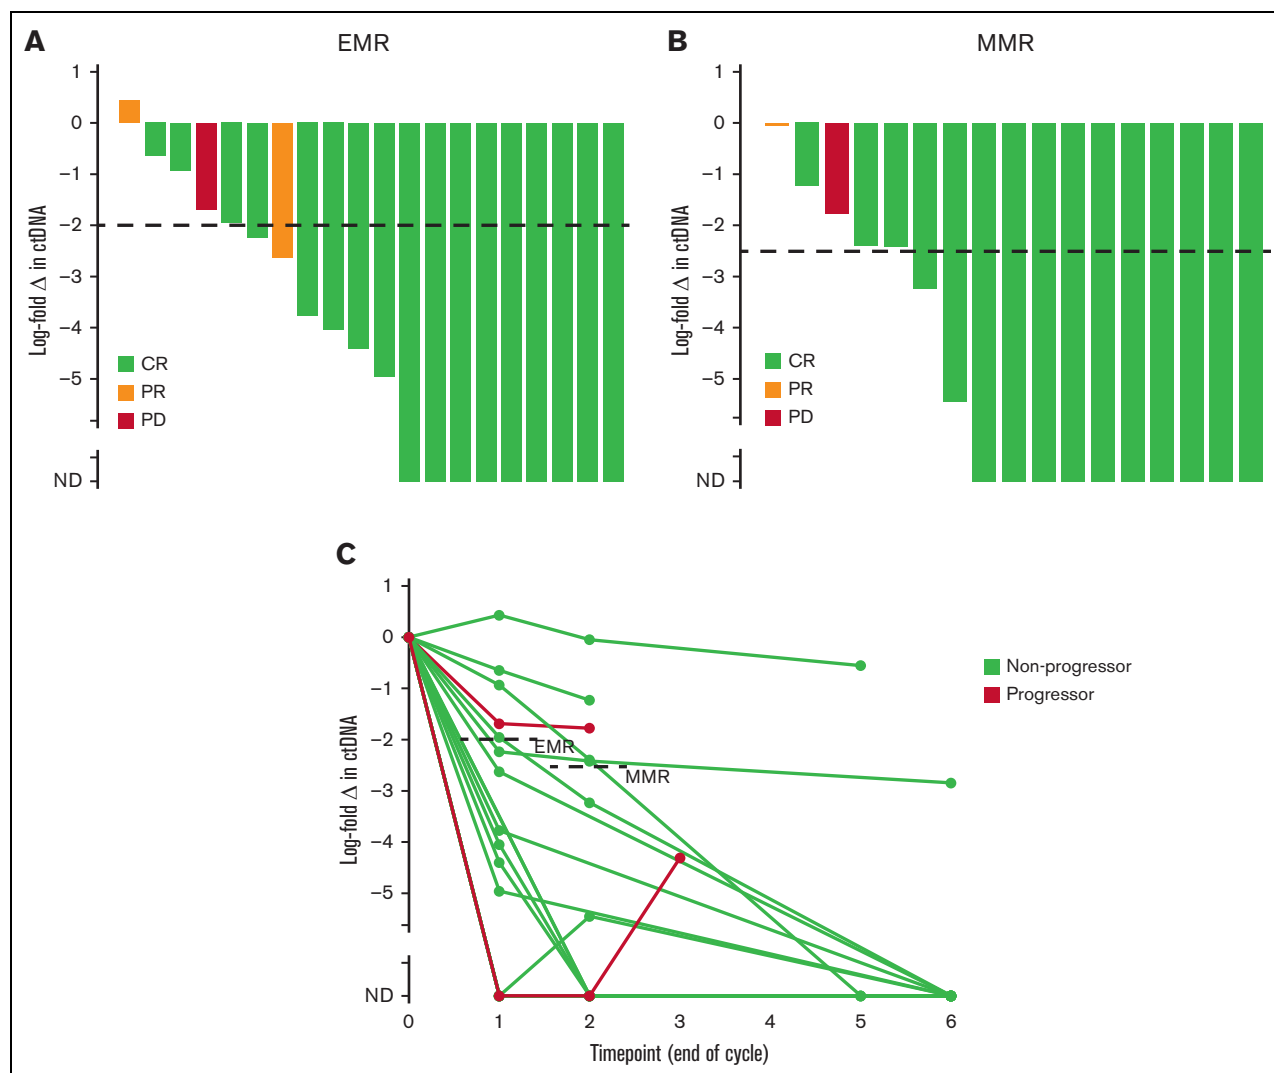 A
EMR
1
0
−1
−2
−3
−4
−5
ND
Log-fold Δ in ctDNA
CR
PR
PD
B
MMR
1
0
−1
−2
−3
−4
−5
ND
Log-fold Δ in ctDNA
CR
PR
PD
C
1
0
−1
−2
−3
−4
−5
ND
Log-fold Δ in ctDNA
EMR
MMR
Non-progressor
Progressor
0 1 2 3 4 5 6
Timepoint (end of cycle)